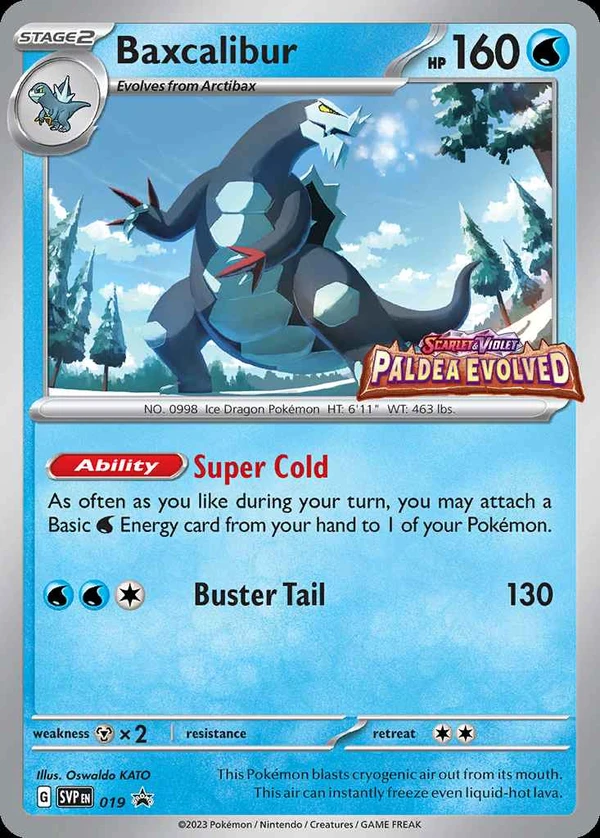 STAGE2
Baxcalibur
HP 160
Evolves from Arctibax
SCARLET & VIOLET
PALDEA EVOLVED
NO. 0998 Ice Dragon Pokémon HT: 6'11" WT: 463 lbs.
Ability Super Cold
As often as you like during your turn, you may attach a
Basic Energy card from your hand to 1 of your Pokémon.
Buster Tail 130
weakness ×2 resistance retreat
Illus. Oswaldo KATO
G SVP EN 019
This Pokémon blasts cryogenic air out from its mouth.
This air can instantly freeze even liquid-hot lava.
©2023 Pokémon / Nintendo / Creatures / GAME FREAK